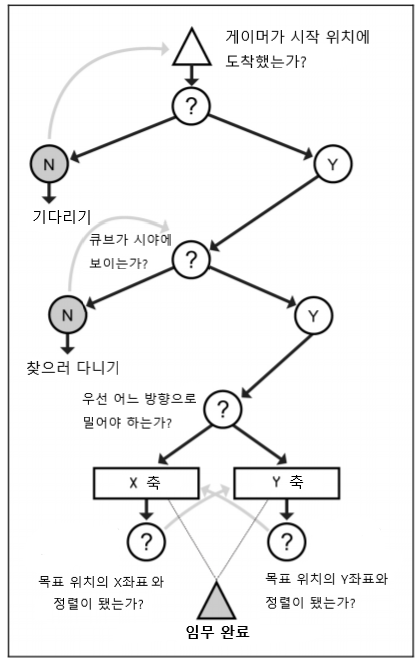 게이머가 시작 위치에
도착했는가?
?
N
Y
기다리기
큐브가 시야에
보이는가?
?
N
Y
찾으러 다니기
우선 어느 방향으로
밀어야 하는가?
?
X 축
Y 축
?
?
목표 위치의 X좌표와
정렬이 됐는가?
목표 위치의 Y좌표와
정렬이 됐는가?
임무 완료